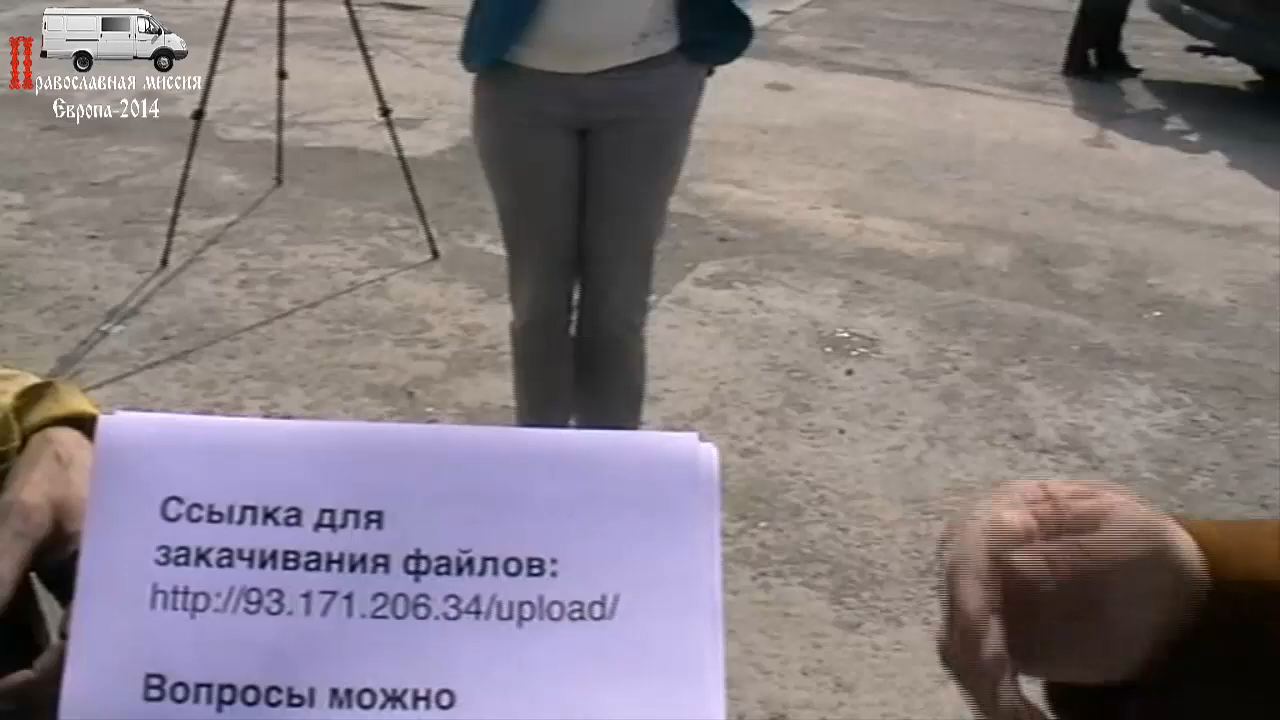 Православная миссия
Европа-2014
Ссылка для
закачивания файлов:
http://93.171.206.34/upload/
Вопросы можно